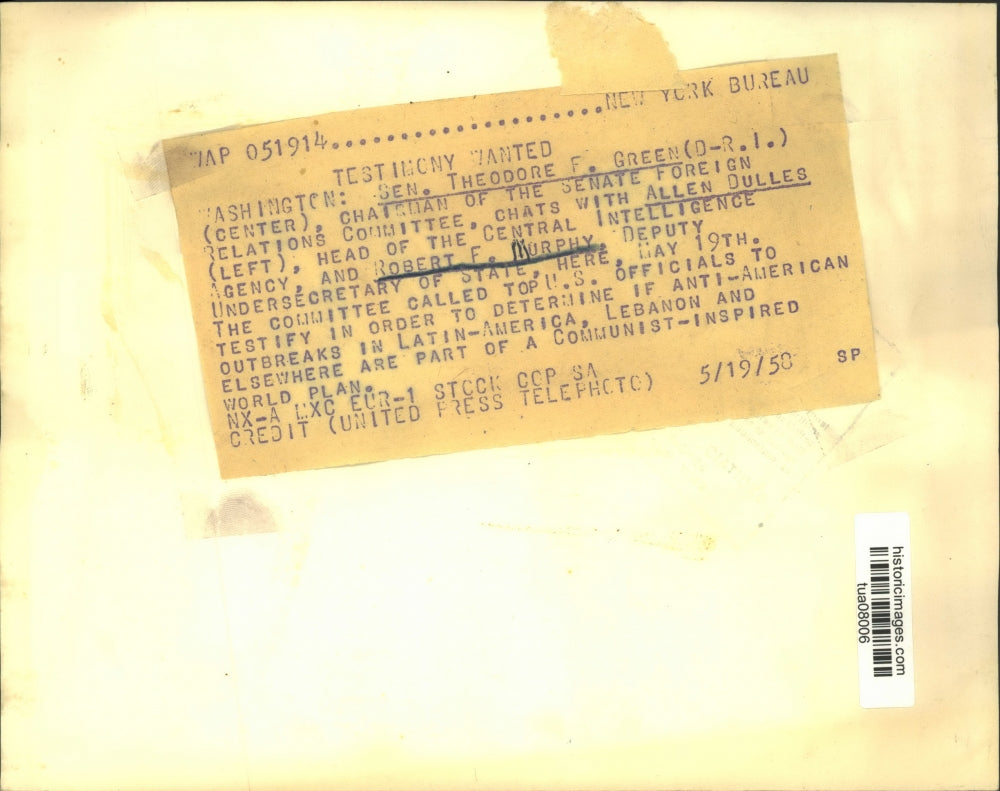 WAP 051914......................NEW YORK BUREAU
TESTIMONY WANTED
WASHINGTON: SEN. THEODORE F. GREEN (D-R.I.)
(CENTER), CHAIRMAN OF THE SENATE FOREIGN
RELATIONS COMMITTEE, CHATS WITH ALLEN DULLES
(LEFT), HEAD OF THE CENTRAL INTELLIGENCE
AGENCY, AND ROBERT F. MURPHY, DEPUTY
UNDERSECRETARY OF STATE, HERE, MAY 19TH.
THE COMMITTEE CALLED TOP U.S. OFFICIALS TO
TESTIFY IN ORDER TO DETERMINE IF ANTI-AMERICAN
OUTBREAKS IN LATIN-AMERICA, LEBANON AND
ELSEWHERE ARE PART OF A COMMUNIST-INSPIRED
WORLD PLAN.
NX-A LXC EUR-1 STOCK CCP SA 5/19/58 SP
CREDIT (UNITED PRESS TELEPHOTO)
historicimages.com
tua08006